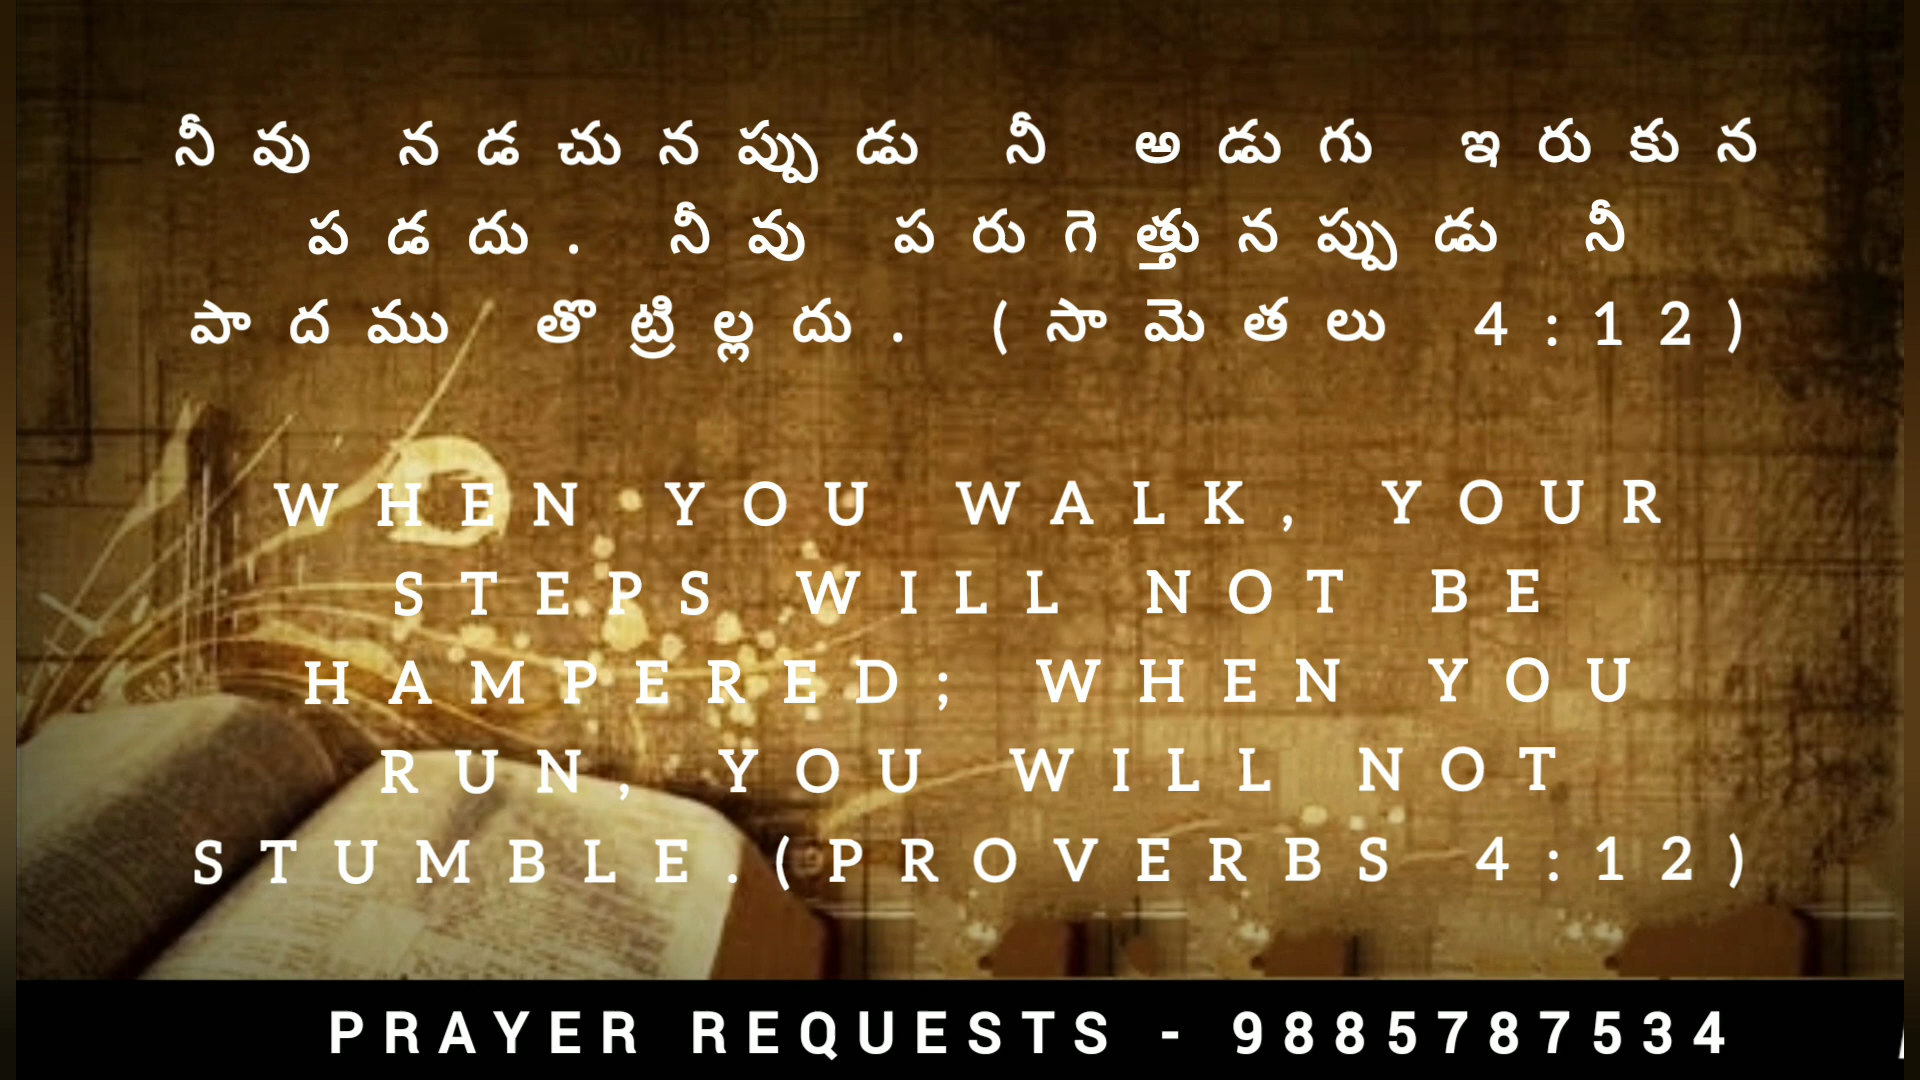 నీవు నడచునప్పుడు నీ అడుగు ఇరుకున
పడదు. నీవు పరుగెత్తునప్పుడు నీ
పాదము తొట్రిల్లదు. (సామెతలు 4:12)
WHEN YOU WALK, YOUR
STEPS WILL NOT BE
HAMPERED; WHEN YOU
RUN, YOU WILL NOT
STUMBLE.(PROVERBS 4:12)
PRAYER REQUESTS - 9885787534